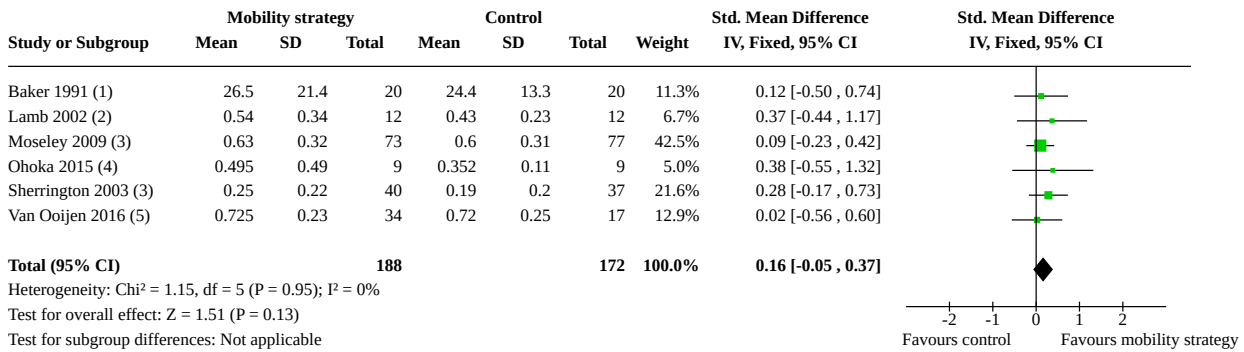 Mobility strategy Control Std. Mean Difference Std. Mean Difference
Study or Subgroup Mean SD Total Mean SD Total Weight IV, Fixed, 95% CI IV, Fixed, 95% CI
Baker 1991 (1) 26.5 21.4 20 24.4 13.3 20 11.3% 0.12 [-0.50 , 0.74]
Lamb 2002 (2) 0.54 0.34 12 0.43 0.23 12 6.7% 0.37 [-0.44 , 1.17]
Moseley 2009 (3) 0.63 0.32 73 0.6 0.31 77 42.5% 0.09 [-0.23 , 0.42]
Ohoka 2015 (4) 0.495 0.49 9 0.352 0.11 9 5.0% 0.38 [-0.55 , 1.32]
Sherrington 2003 (3) 0.25 0.22 40 0.19 0.2 37 21.6% 0.28 [-0.17 , 0.73]
Van Ooijen 2016 (5) 0.725 0.23 34 0.72 0.25 17 12.9% 0.02 [-0.56 , 0.60]
Total (95% CI) 188 172 100.0% 0.16 [-0.05 , 0.37]
Heterogeneity: Chi² = 1.15, df = 5 (P = 0.95); I² = 0%
Test for overall effect: Z = 1.51 (P = 0.13)
Test for subgroup differences: Not applicable
-2 -1 0 1 2
Favours control Favours mobility strategy